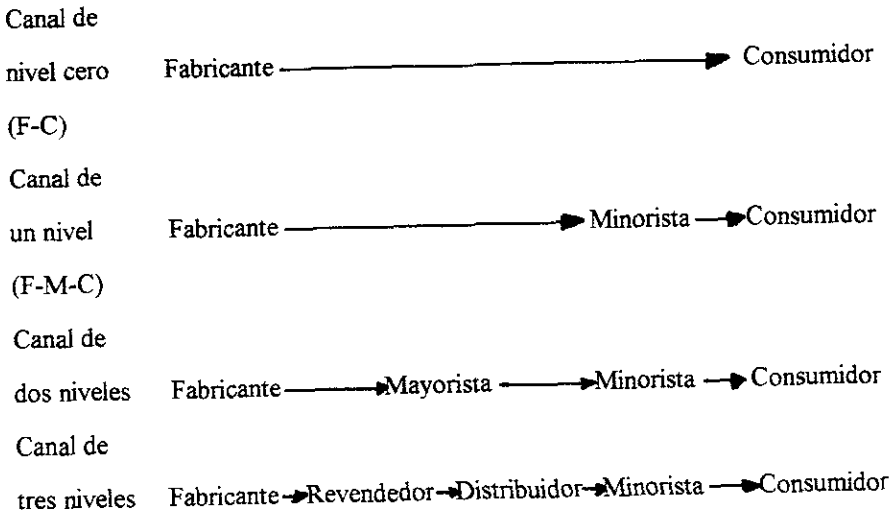 Canal de
nivel cero Fabricante Consumidor
(F-C)
Canal de
un nivel Fabricante Minorista Consumidor
(F-M-C)
Canal de
dos niveles Fabricante Mayorista Minorista Consumidor
Canal de
tres niveles Fabricante Revendedor Distribuidor Minorista Consumidor